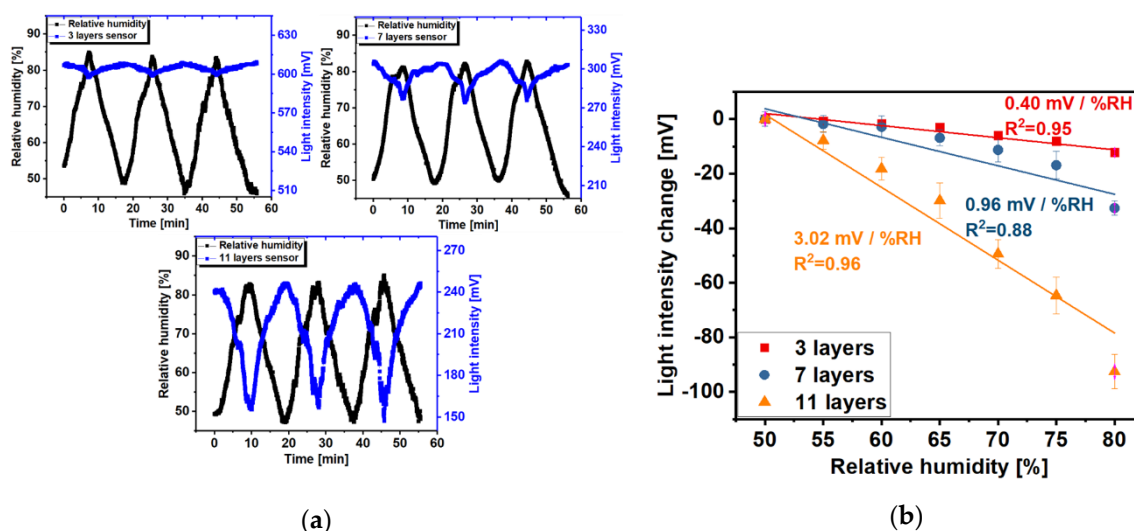 Relative humidity
3 layers sensor
Relative humidity [%]
85
80
70
60
50
630
600
570
540
510
Light intensity [mV]
0 10 20 30 40 50 60
Time [min]
Relative humidity
7 layers sensor
Relative humidity [%]
90
80
70
60
50
330
300
270
240
210
Light intensity [mV]
0 10 20 30 40 50 60
Time [min]
Relative humidity
11 layers sensor
Relative humidity [%]
90
80
70
60
50
270
240
210
180
150
Light intensity [mV]
0 10 20 30 40 50 60
Time [min]
(a)
Light intensity change [mV]
0
-20
-40
-60
-80
-100
0.40 mV / %RH
R²=0.95
0.96 mV / %RH
R²=0.88
3.02 mV / %RH
R²=0.96
3 layers
7 layers
11 layers
50 55 60 65 70 75 80
Relative humidity [%]
(b)